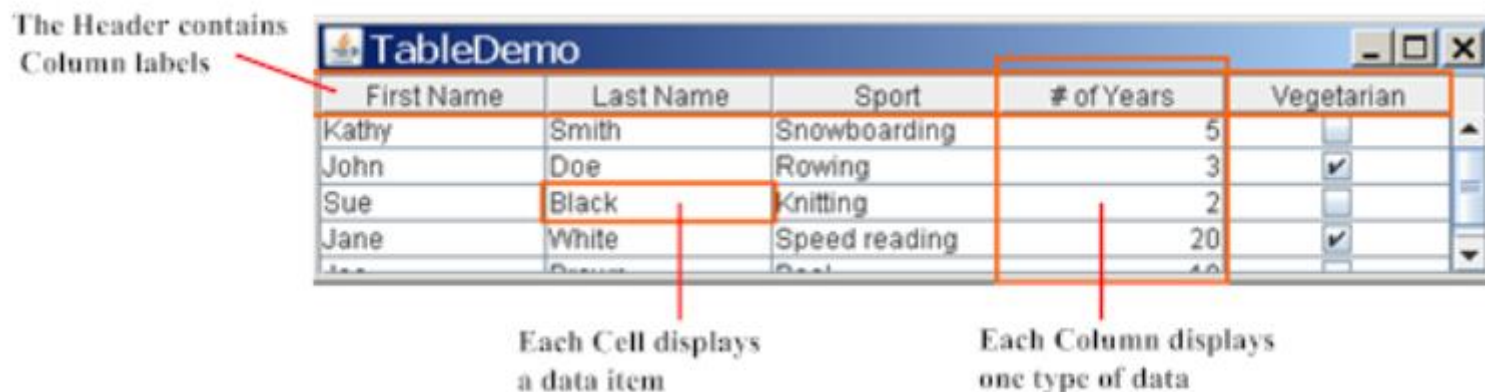 The Header contains
Column labels
TableDemo
First Name Last Name Sport # of Years Vegetarian
Kathy Smith Snowboarding 5
John Doe Rowing 3
Sue Black Knitting 2
Jane White Speed reading 20
Each Cell displays
a data item
Each Column displays
one type of data